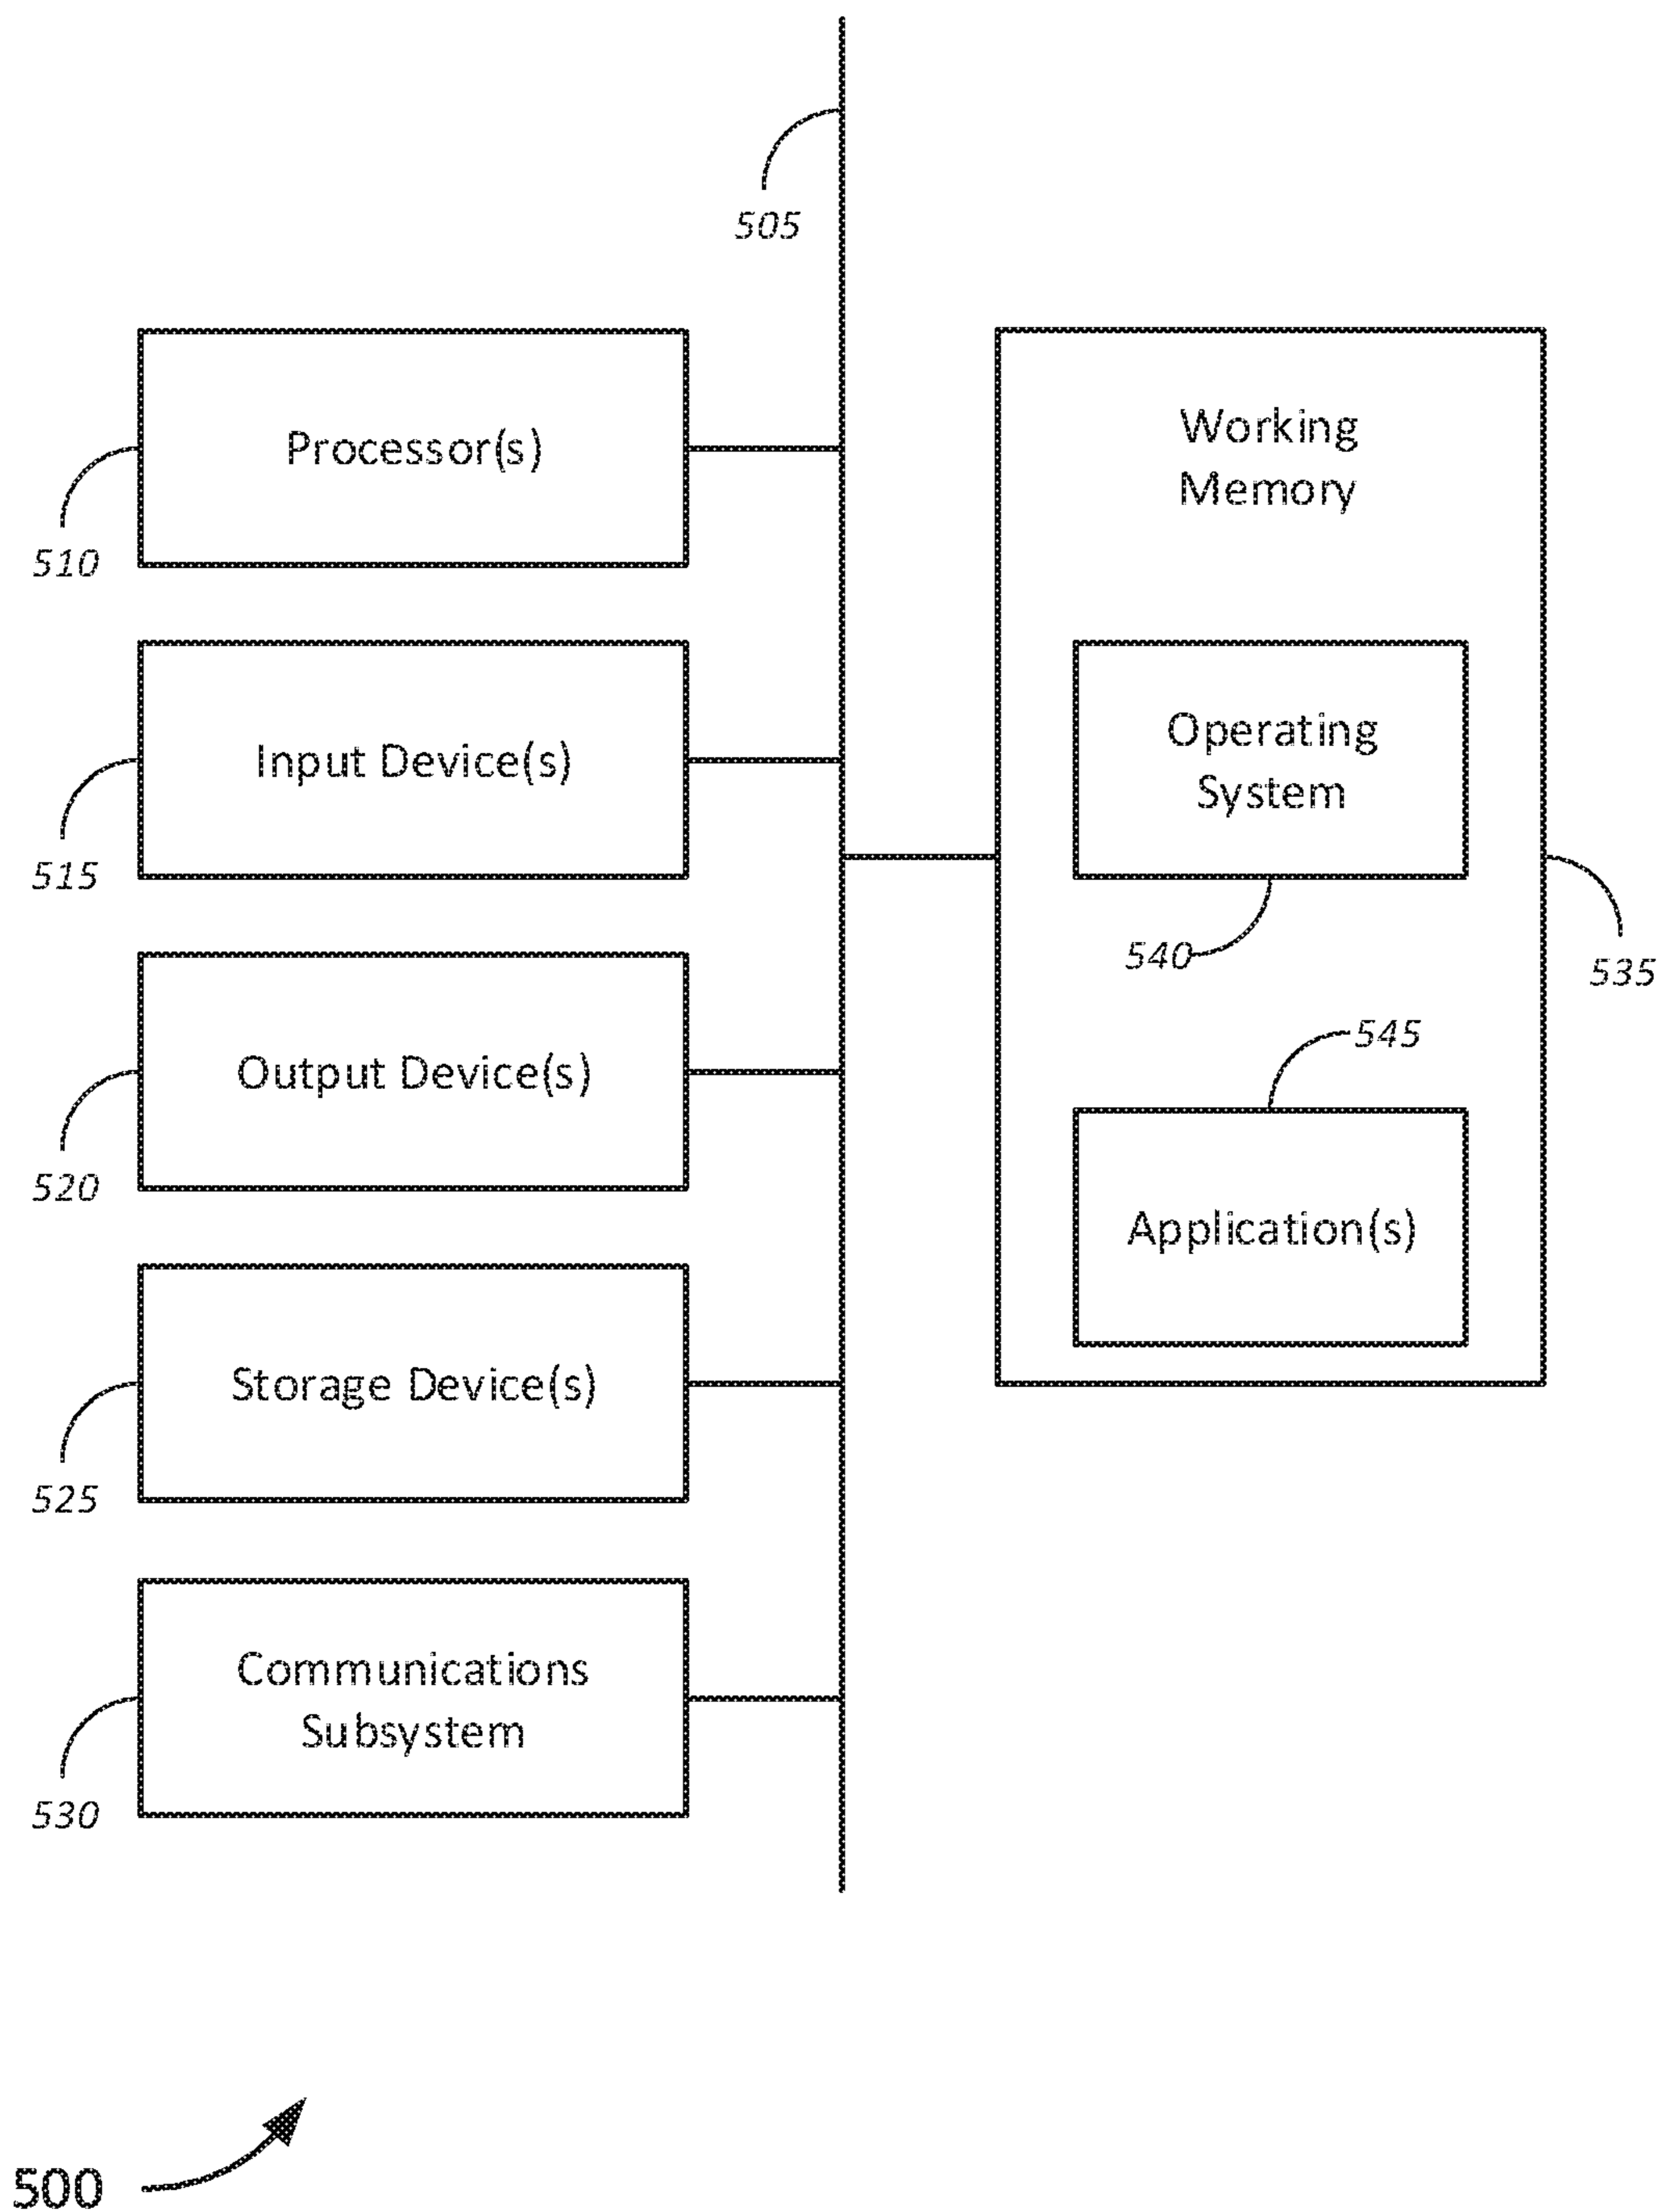 505
Processor(s)
510
Input Device(s)
515
Output Device(s)
520
Storage Device(s)
525
Communications
Subsystem
530
Working
Memory
Operating
System
540
535
545
Application(s)
500